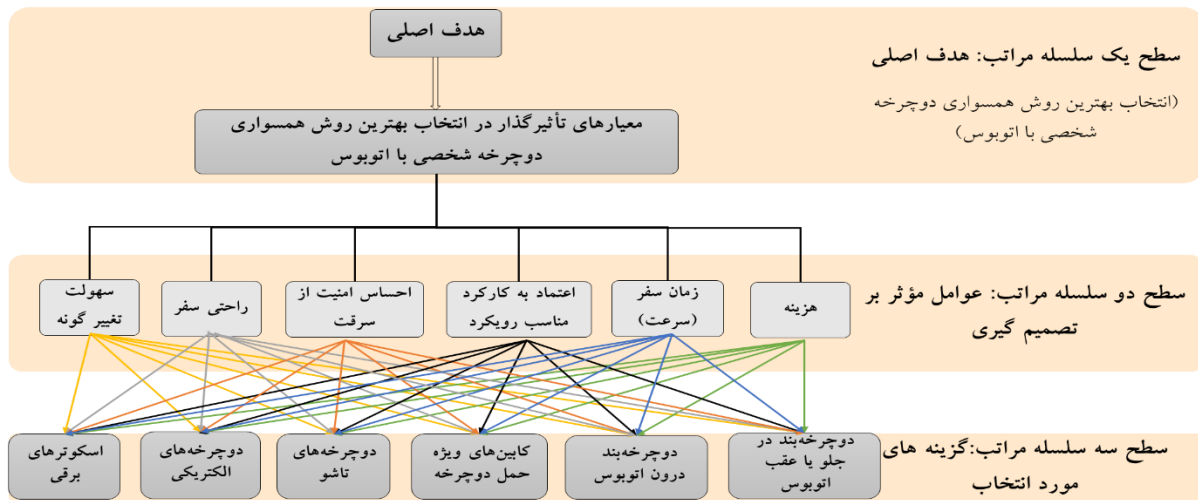 هدف اصلی
سطح یک سلسله مراتب: هدف اصلی
(انتخاب بهترین روش همسواری دوچرخه
شخصی با اتوبوس)
معیارهای تأثیرگذار در انتخاب بهترین روش همسواری
دوچرخه شخصی با اتوبوس
سطح دو سلسله مراتب: عوامل مؤثر بر
تصمیم گیری
هزینه
زمان سفر
(سرعت)
اعتماد به کارکرد
مناسب رویکرد
احساس امنیت از
سرقت
راحتی سفر
سهولت
تغییر گونه
سطح سه سلسله مراتب:گزینه های
مورد انتخاب
دوچرخه‌بند در
جلو یا عقب
اتوبوس
دوچرخه‌بند
درون اتوبوس
کابین‌های ویژه
حمل دوچرخه
دوچرخه‌های
تاشو
دوچرخه‌های
الکتریکی
اسکوترهای
برقی